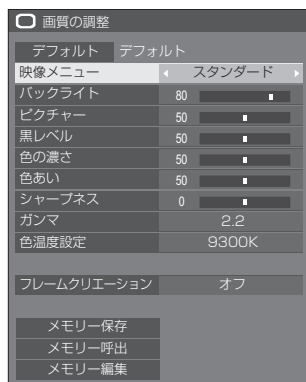 画質の調整
デフォルト デフォルト
映像メニュー スタンダード
バックライト 80
ピクチャー 50
黒レベル 50
色の濃さ 50
色あい 50
シャープネス 0
ガンマ 2.2
色温度設定 9300K
フレームクリエーション オフ
メモリー保存
メモリー呼出
メモリー編集